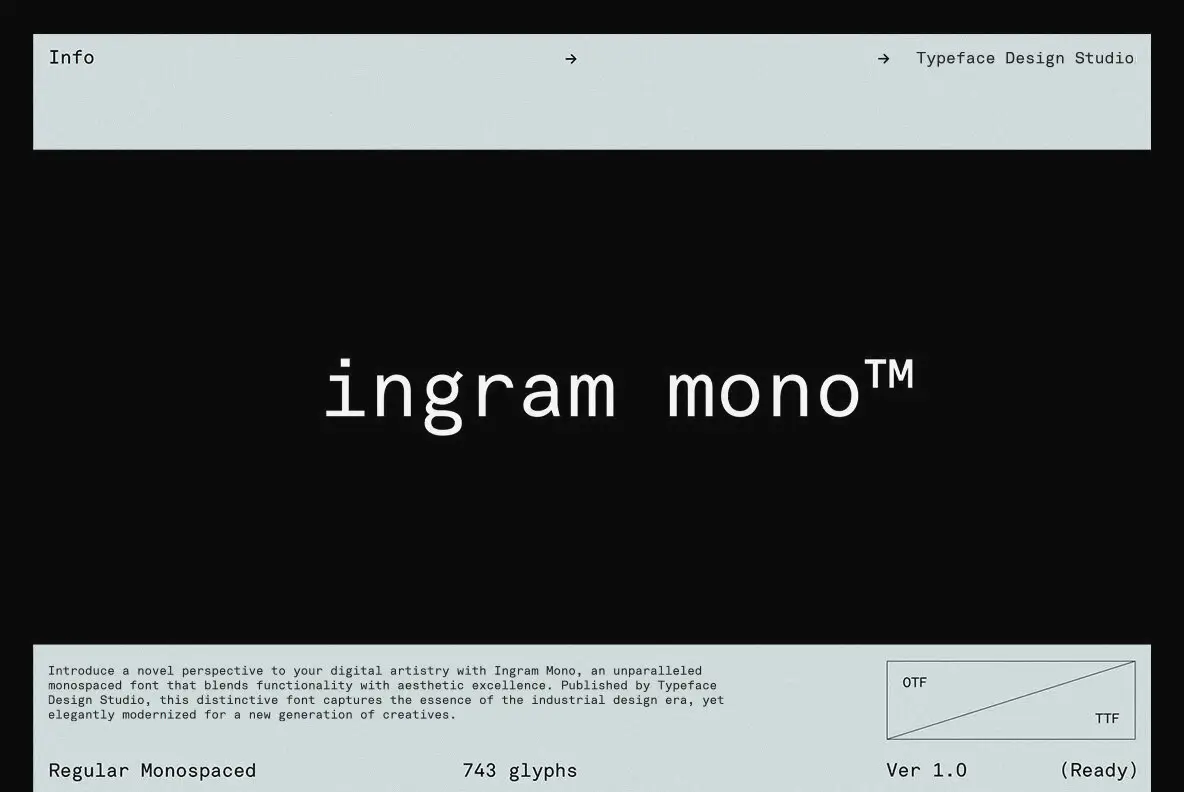 Info → → Typeface Design Studio
ingram mono™
Introduce a novel perspective to your digital artistry with Ingram Mono, an unparalleled
monospaced font that blends functionality with aesthetic excellence. Published by Typeface
Design Studio, this distinctive font captures the essence of the industrial design era, yet
elegantly modernized for a new generation of creatives.
OTF
TTF
Regular Monospaced 743 glyphs Ver 1.0 (Ready)